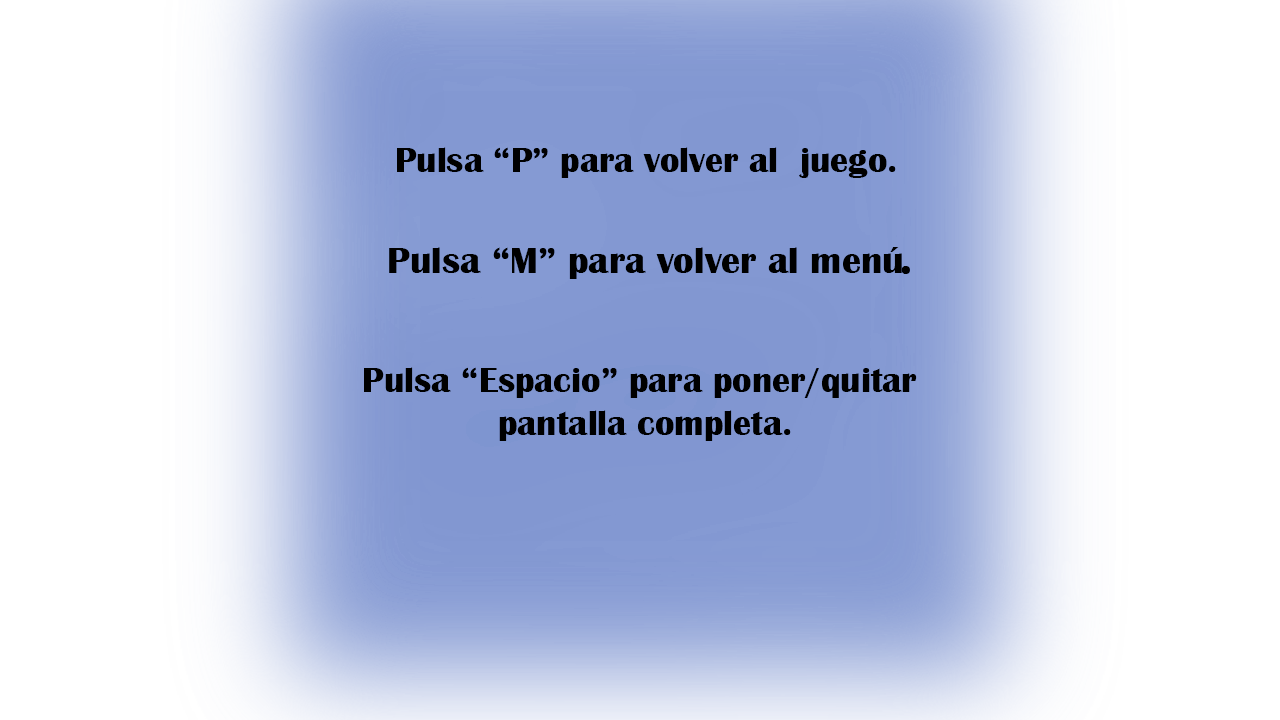 Pulsa “P” para volver al  juego.
Pulsa “M” para volver al menú.
Pulsa “Espacio” para poner/quitar
pantalla completa.